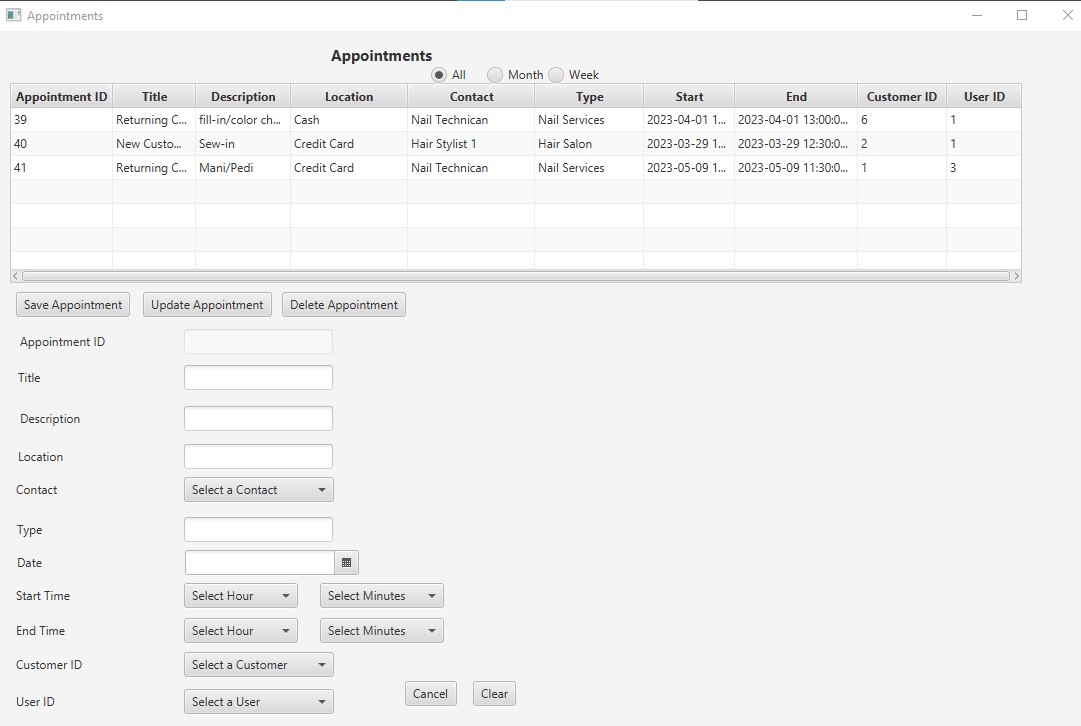 Appointments
Appointments
All Month Week
Appointment ID Title Description Location Contact Type Start End Customer ID User ID
39 Returning C... fill-in/color ch... Cash Nail Technican Nail Services 2023-04-01 1... 2023-04-01 13:00:0... 6 1
40 New Custo... Sew-in Credit Card Hair Stylist 1 Hair Salon 2023-03-29 1... 2023-03-29 12:30:0... 2 1
41 Returning C... Mani/Pedi Credit Card Nail Technican Nail Services 2023-05-09 1... 2023-05-09 11:30:0... 1 3
Save Appointment Update Appointment Delete Appointment
Appointment ID
Title
Description
Location
Contact Select a Contact
Type
Date
Start Time Select Hour Select Minutes
End Time Select Hour Select Minutes
Customer ID Select a Customer
User ID Select a User Cancel Clear